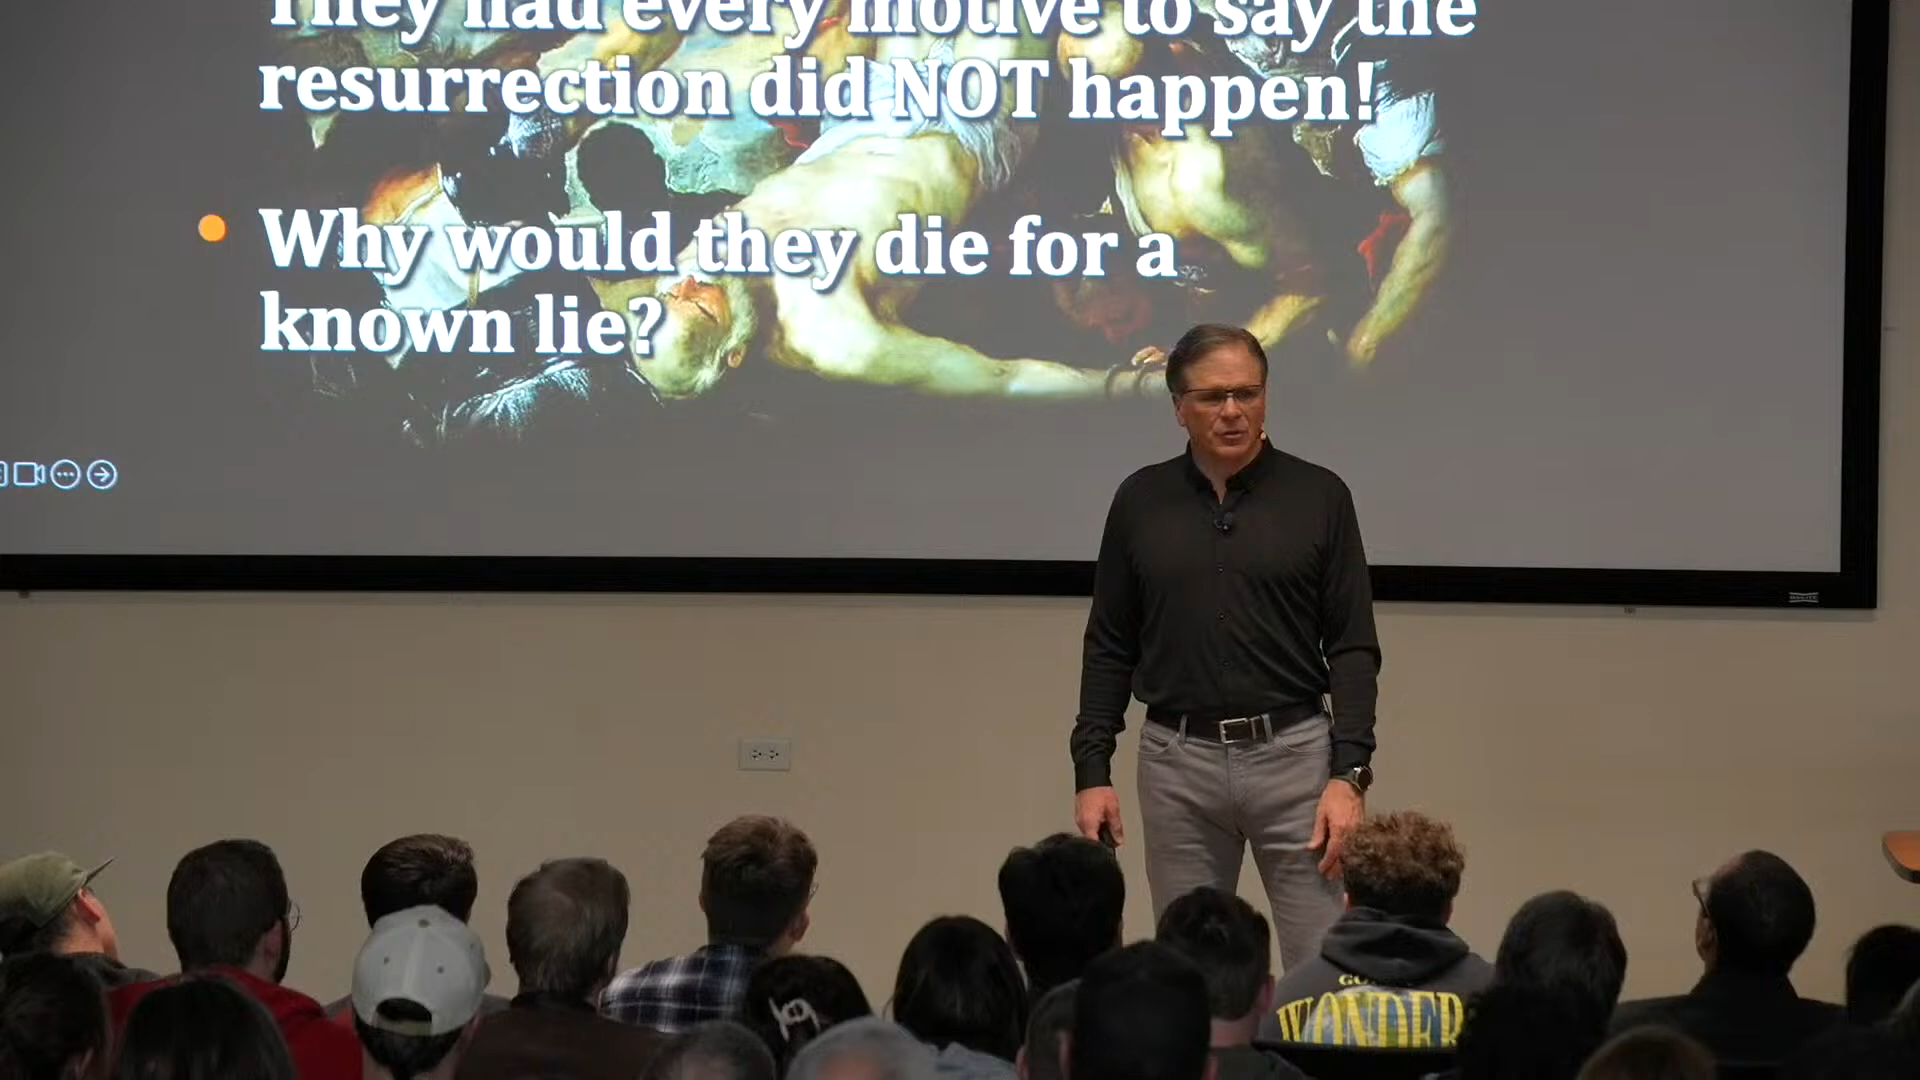 They had every motive to say the
resurrection did NOT happen!
Why would they die for a
known lie?
WONDER